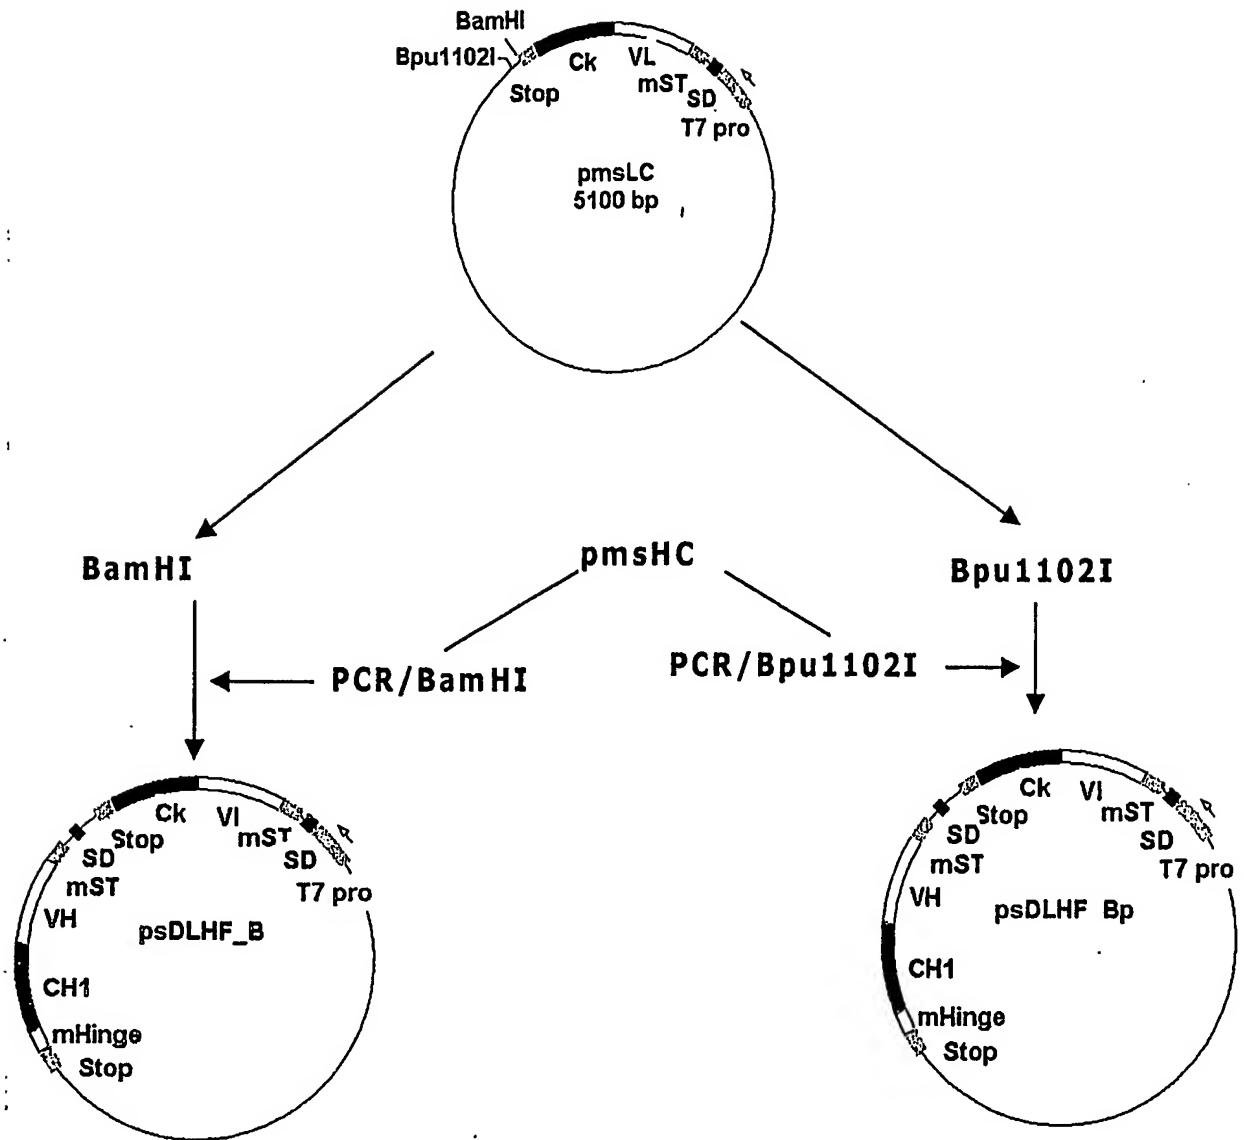 BamHI
Bpu1102I
Ck
VL
Stop
mST
SD
T7 pro
pmsLC
5100 bp
BamHI
pmsHC
Bpu1102I
PCR/BamHI
PCR/Bpu1102I
Ck
Vl
mST
Stop
SD
SD
mST
T7 pro
VH
psDLHF_B
CH1
mHinge
Stop
Ck
Vl
mST
Stop
SD
SD
mST
T7 pro
VH
psDLHF Bp
CH1
mHinge
Stop